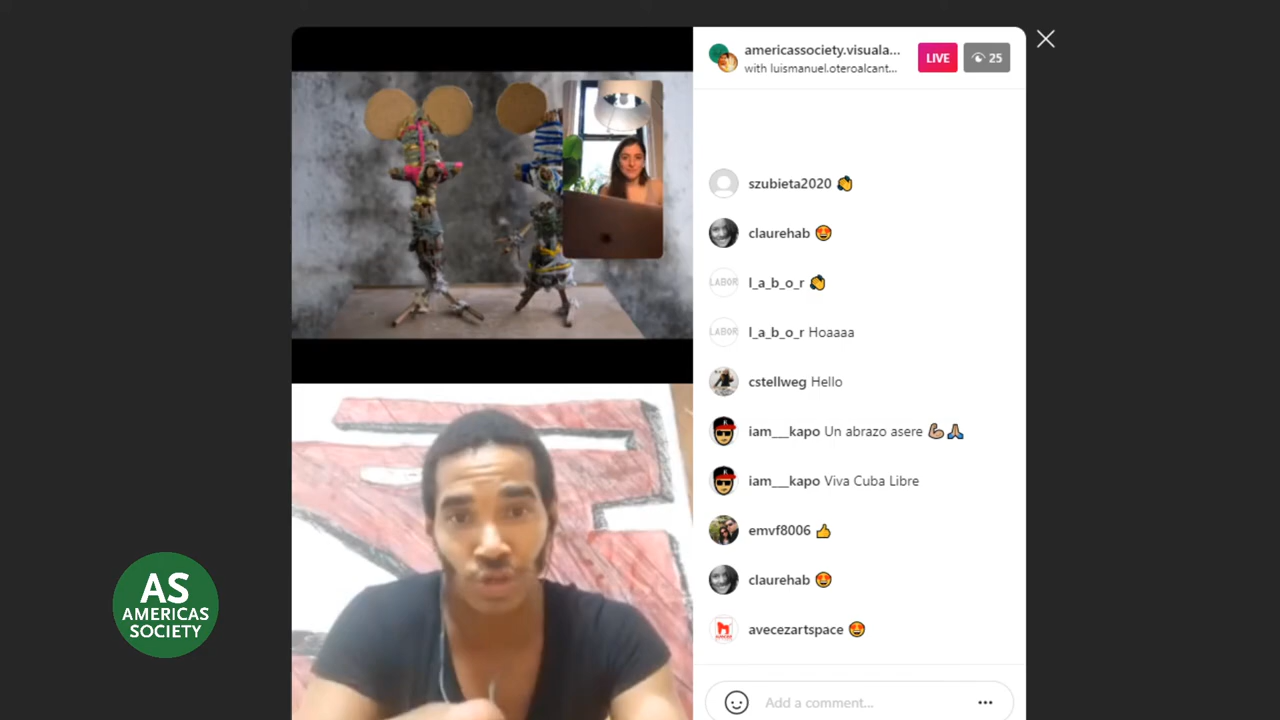 americassociety.visuala...
with luismanuel.oteroalcant...
LIVE
25
szubieta2020 👏
claurehab 🤩
LABOR
l_a_b_o_r 👏
LABOR
l_a_b_o_r Hoaaaa
cstellweg Hello
iam___kapo Un abrazo asere 💪🏽🙏🏽
iam___kapo Viva Cuba Libre
emvf8006 👍
claurehab 🤩
avecezartspace 🤩
Add a comment...
AS
AMERICAS
SOCIETY